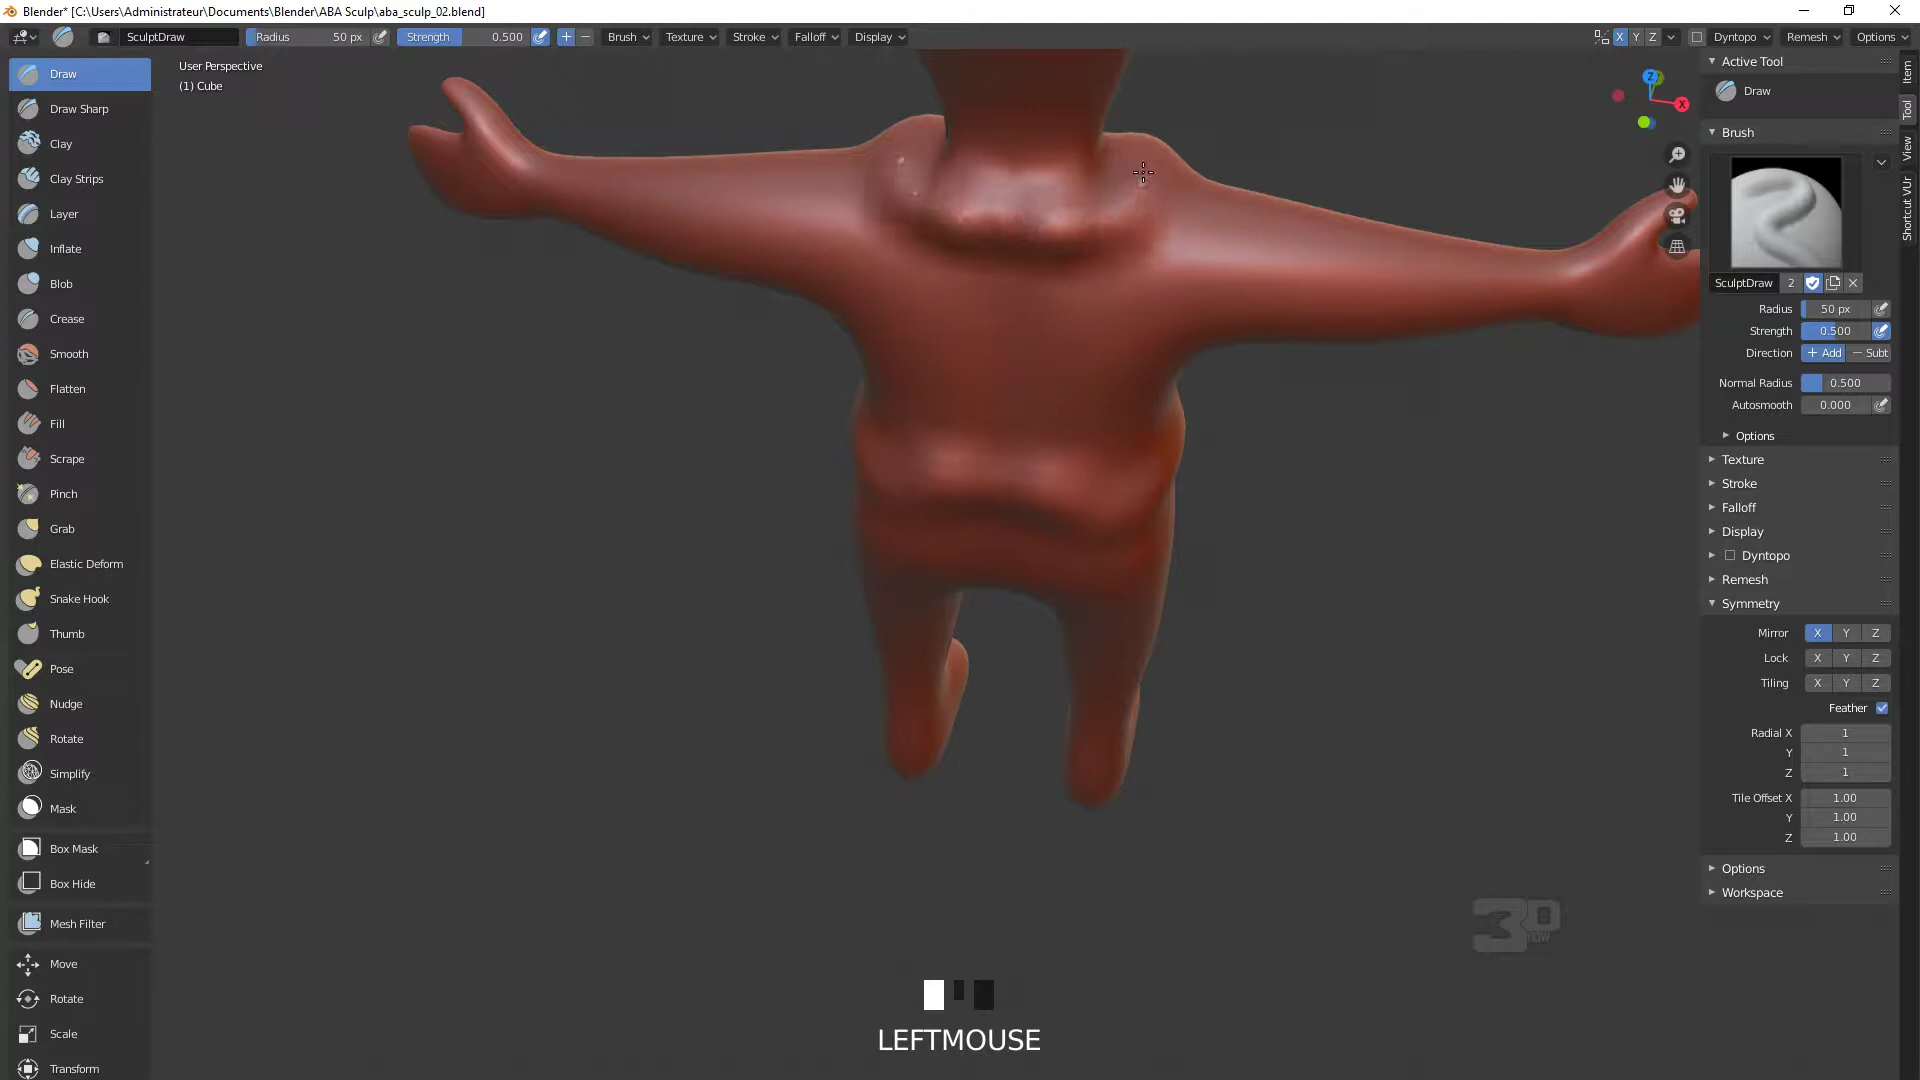 Blender* [C:\Users\Administrateur\Documents\Blender\ABA Sculp\aba_sculp_02.blend]
SculptDraw Radius 50 px Strength 0.500 + − Brush Texture Stroke Falloff Display X Y Z Dyntopo Remesh Options
User Perspective
(1) Cube
Draw
Draw Sharp
Clay
Clay Strips
Layer
Inflate
Blob
Crease
Smooth
Flatten
Fill
Scrape
Pinch
Grab
Elastic Deform
Snake Hook
Thumb
Pose
Nudge
Rotate
Simplify
Mask
Box Mask
Box Hide
Mesh Filter
Move
Rotate
Scale
Transform
Z
X
LEFTMOUSE
3D
Active Tool
Draw
Brush
SculptDraw 2
Radius 50 px
Strength 0.500
Direction + Add − Subt
Normal Radius 0.500
Autosmooth 0.000
Options
Texture
Stroke
Falloff
Display
Dyntopo
Remesh
Symmetry
Mirror X Y Z
Lock X Y Z
Tiling X Y Z
Feather
Radial X 1
Y 1
Z 1
Tile Offset X 1.00
Y 1.00
Z 1.00
Options
Workspace
Item
Tool
View
Shortcut VUr